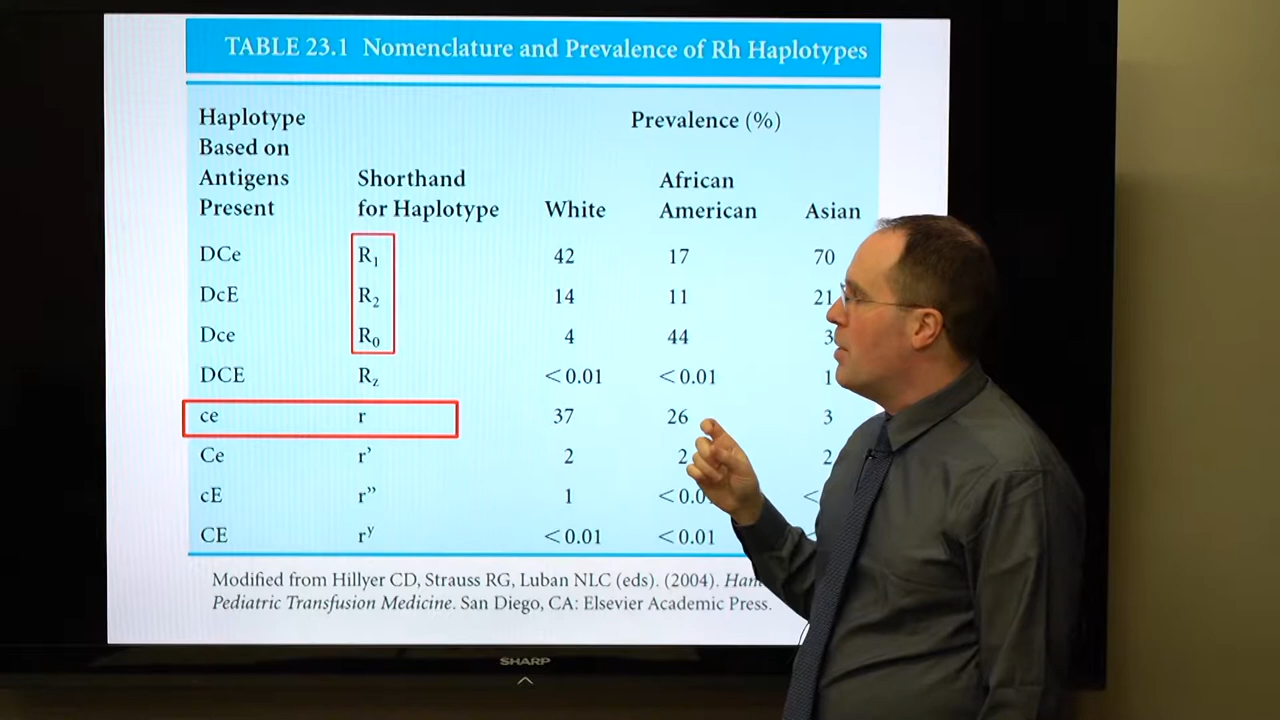 TABLE 23.1 Nomenclature and Prevalence of Rh Haplotypes
Haplotype Based on Antigens Present Shorthand for Haplotype Prevalence (%) White African American Asian
DCe R₁ 42 17 70
DcE R₂ 14 11 21
Dce R₀ 4 44 3
DCE Rz <0.01 <0.01 1
ce r 37 26 3
Ce r’ 2 2 2
cE r” 1 <
CE rʸ <0.01 <0.01
Modified from Hillyer CD, Strauss RG, Luban NLC (eds). (2004).
Pediatric Transfusion Medicine. San Diego, CA: Elsevier Academic Press.
SHARP